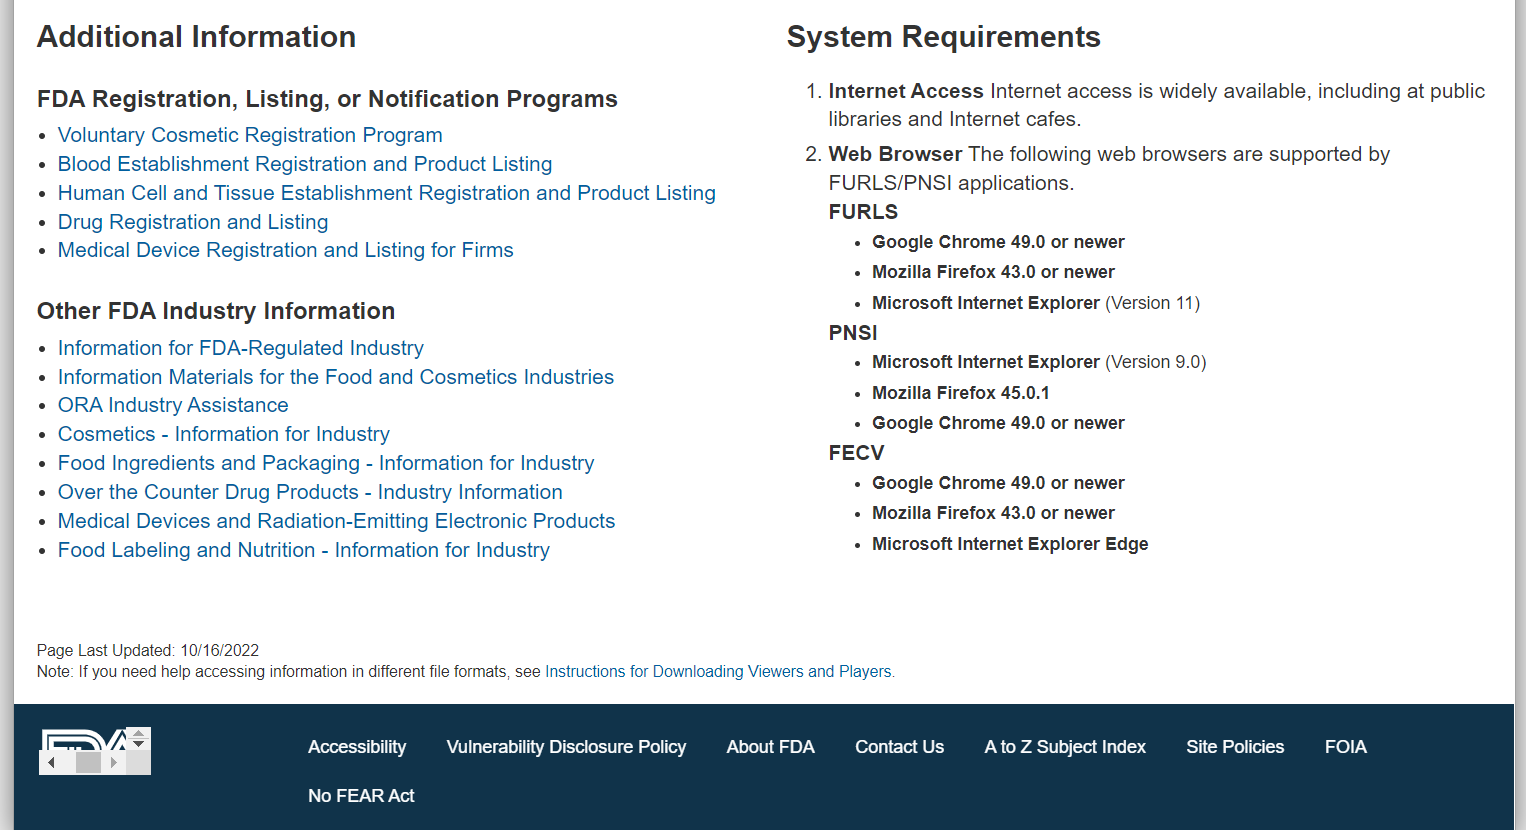 Additional Information
FDA Registration, Listing, or Notification Programs
Voluntary Cosmetic Registration Program
Blood Establishment Registration and Product Listing
Human Cell and Tissue Establishment Registration and Product Listing
Drug Registration and Listing
Medical Device Registration and Listing for Firms
Other FDA Industry Information
Information for FDA-Regulated Industry
Information Materials for the Food and Cosmetics Industries
ORA Industry Assistance
Cosmetics - Information for Industry
Food Ingredients and Packaging - Information for Industry
Over the Counter Drug Products - Industry Information
Medical Devices and Radiation-Emitting Electronic Products
Food Labeling and Nutrition - Information for Industry
System Requirements
1. Internet Access Internet access is widely available, including at public
libraries and Internet cafes.
2. Web Browser The following web browsers are supported by
FURLS/PNSI applications.
FURLS
Google Chrome 49.0 or newer
Mozilla Firefox 43.0 or newer
Microsoft Internet Explorer (Version 11)
PNSI
Microsoft Internet Explorer (Version 9.0)
Mozilla Firefox 45.0.1
Google Chrome 49.0 or newer
FECV
Google Chrome 49.0 or newer
Mozilla Firefox 43.0 or newer
Microsoft Internet Explorer Edge
Page Last Updated: 10/16/2022
Note: If you need help accessing information in different file formats, see Instructions for Downloading Viewers and Players.
FDA
Accessibility Vulnerability Disclosure Policy About FDA Contact Us A to Z Subject Index Site Policies FOIA
No FEAR Act